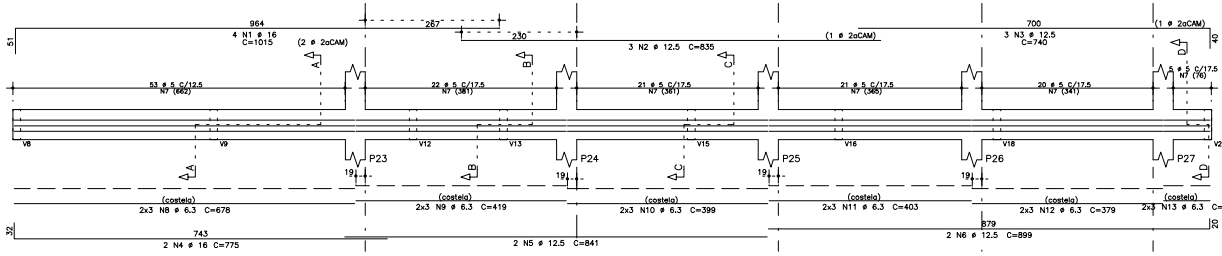 964
267
700
(1 ø 2aCAM)
51
4 N1 ø 16
C=1015
(2 ø 2aCAM)
230
(1 ø 2aCAM)
3 N3 ø 12.5
C=740
40
3 N2 ø 12.5 C=835
A
B
C
D
53 ø 5 C/12.5
N7 (662)
22 ø 5 C/17.5
N7 (381)
21 ø 5 C/17.5
N7 (361)
21 ø 5 C/17.5
N7 (365)
20 ø 5 C/17.5
N7 (341)
5 ø 5 C/17.5
N7 (76)
V8
V9
V12
V13
V15
V16
V18
V2
P23
P24
P25
P26
P27
A
B
C
D
19
19
19
19
(costela)
2x3 N8 ø 6.3 C=678
(costela)
2x3 N9 ø 6.3 C=419
(costela)
2x3 N10 ø 6.3 C=399
(costela)
2x3 N11 ø 6.3 C=403
(costela)
2x3 N12 ø 6.3 C=379
(costela)
2x3 N13 ø 6.3 C=
32
743
2 N4 ø 16 C=775
2 N5 ø 12.5 C=841
879
2 N6 ø 12.5 C=899
20